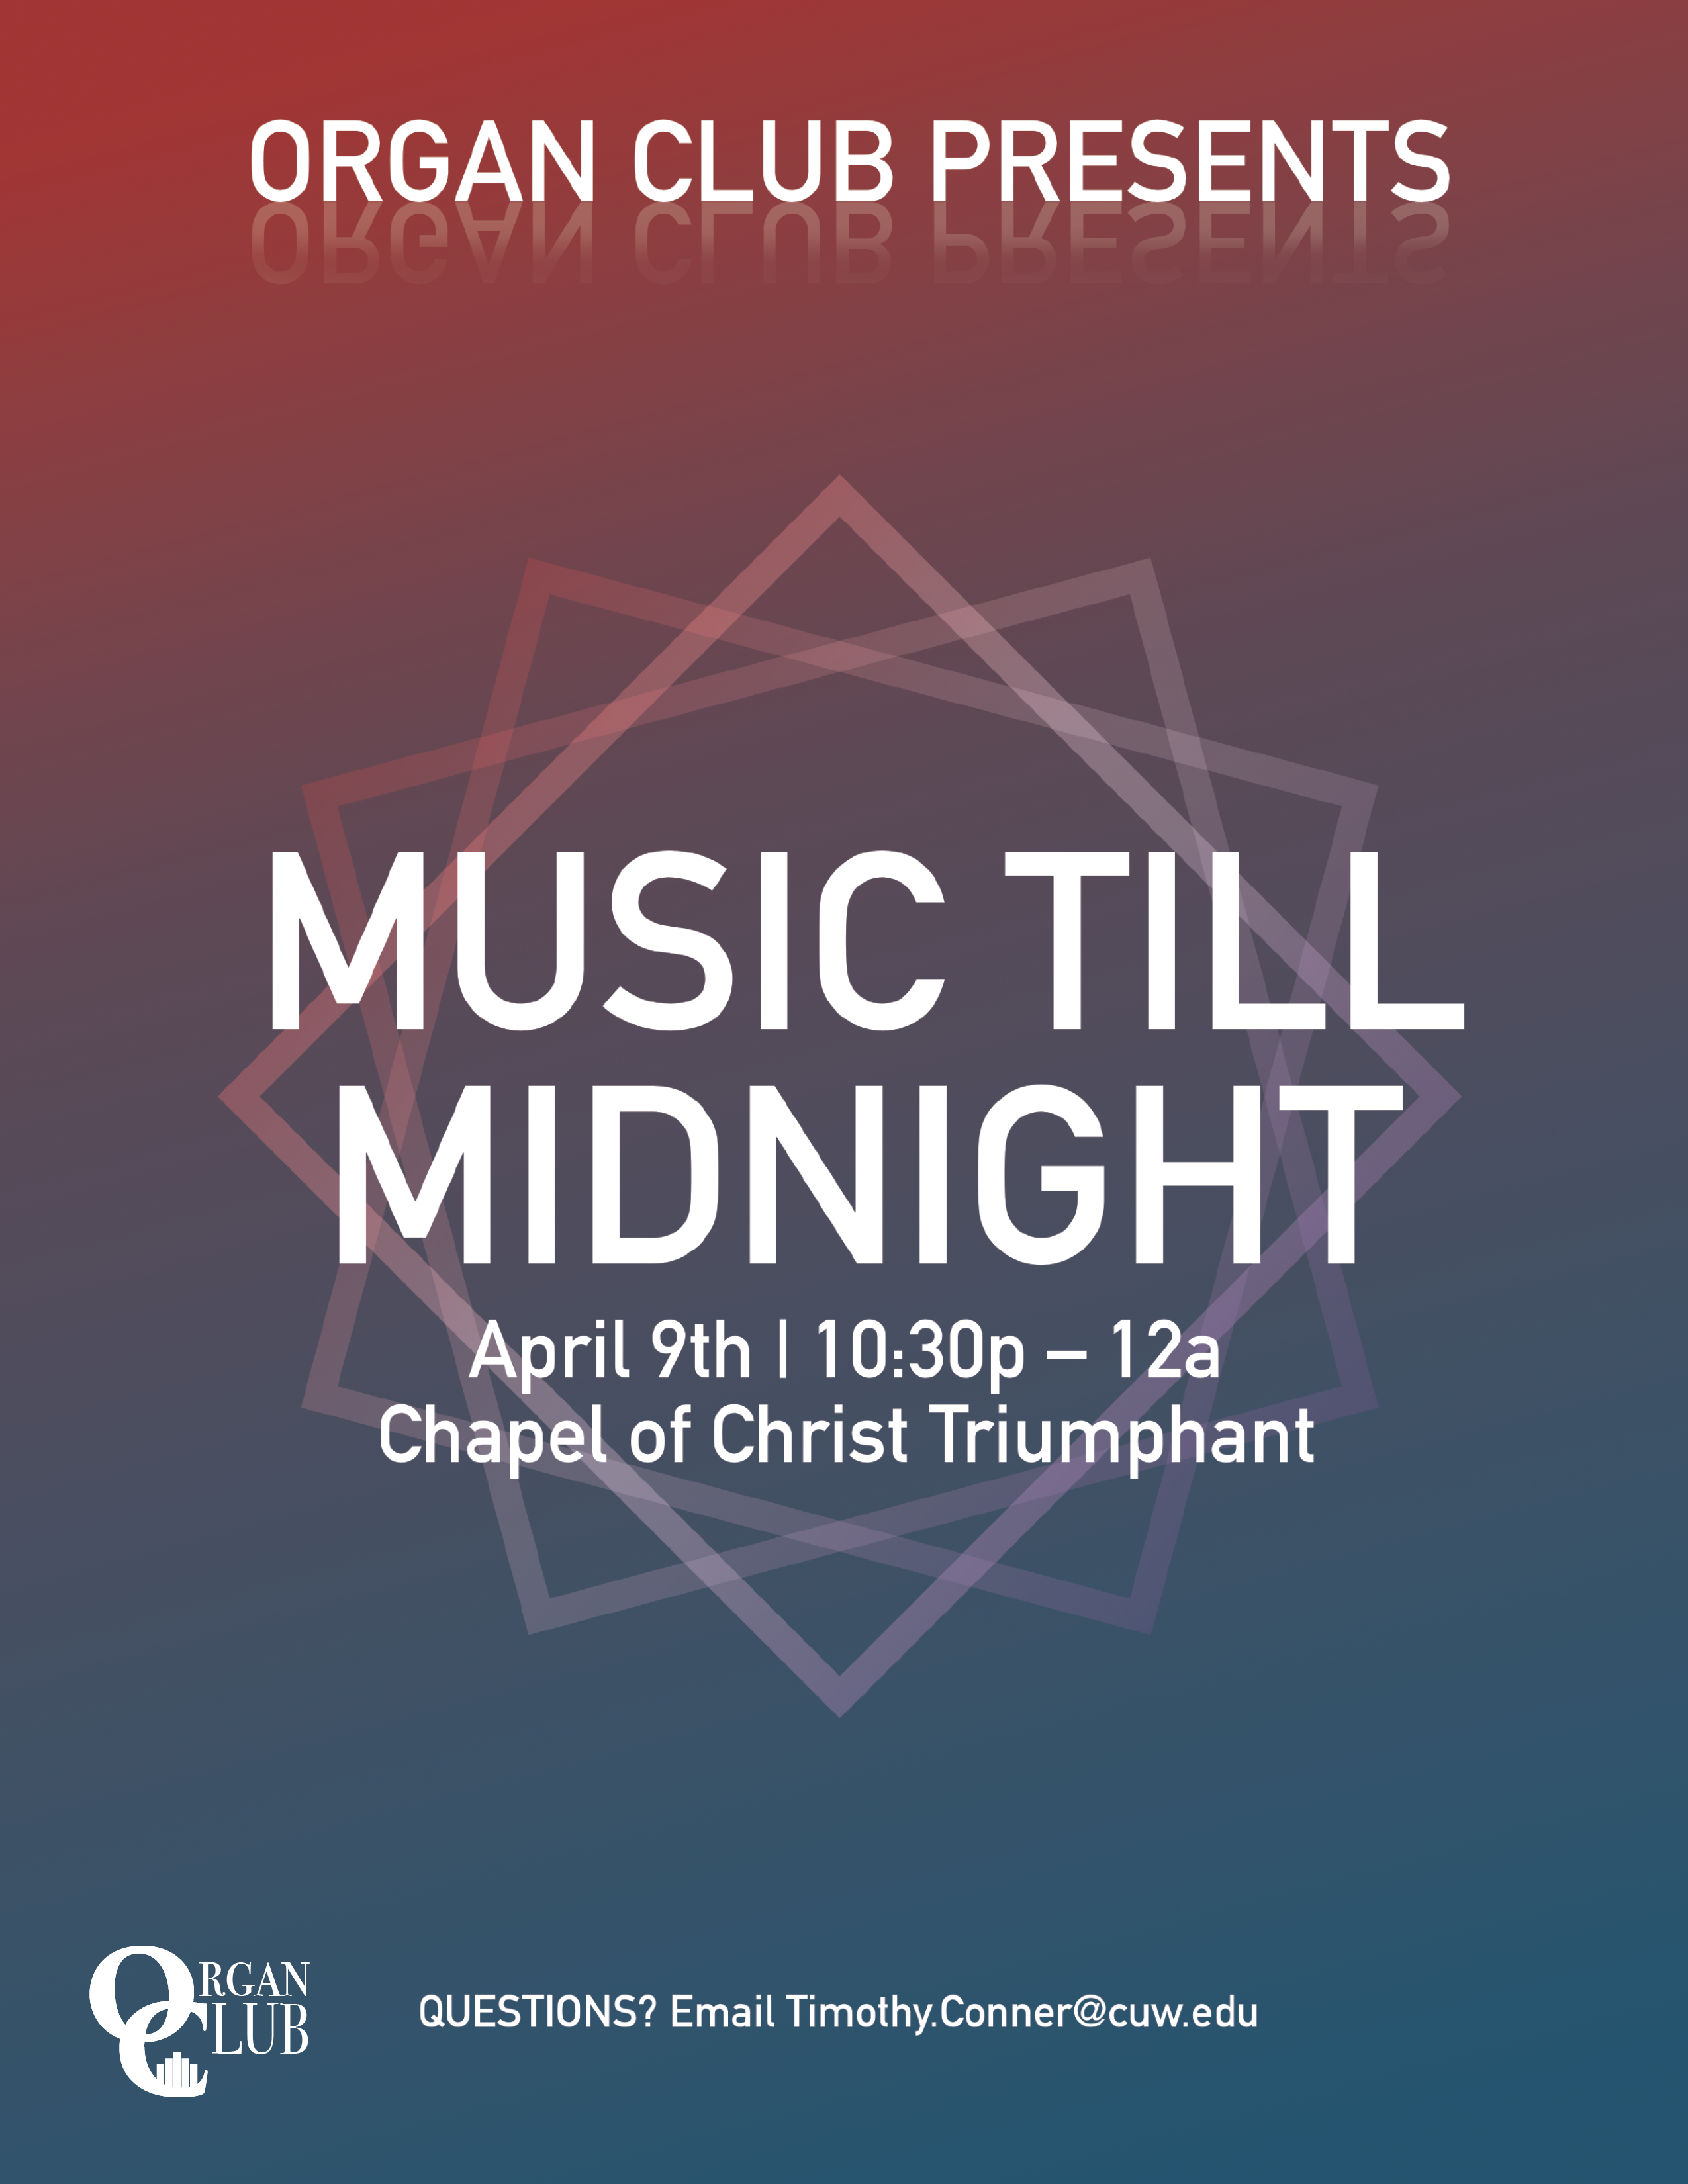 ORGAN CLUB PRESENTS
MUSIC TILL
MIDNIGHT
April 9th | 10:30p – 12a
Chapel of Christ Triumphant
ORGAN
CLUB
QUESTIONS? Email Timothy.Conner@cuw.edu